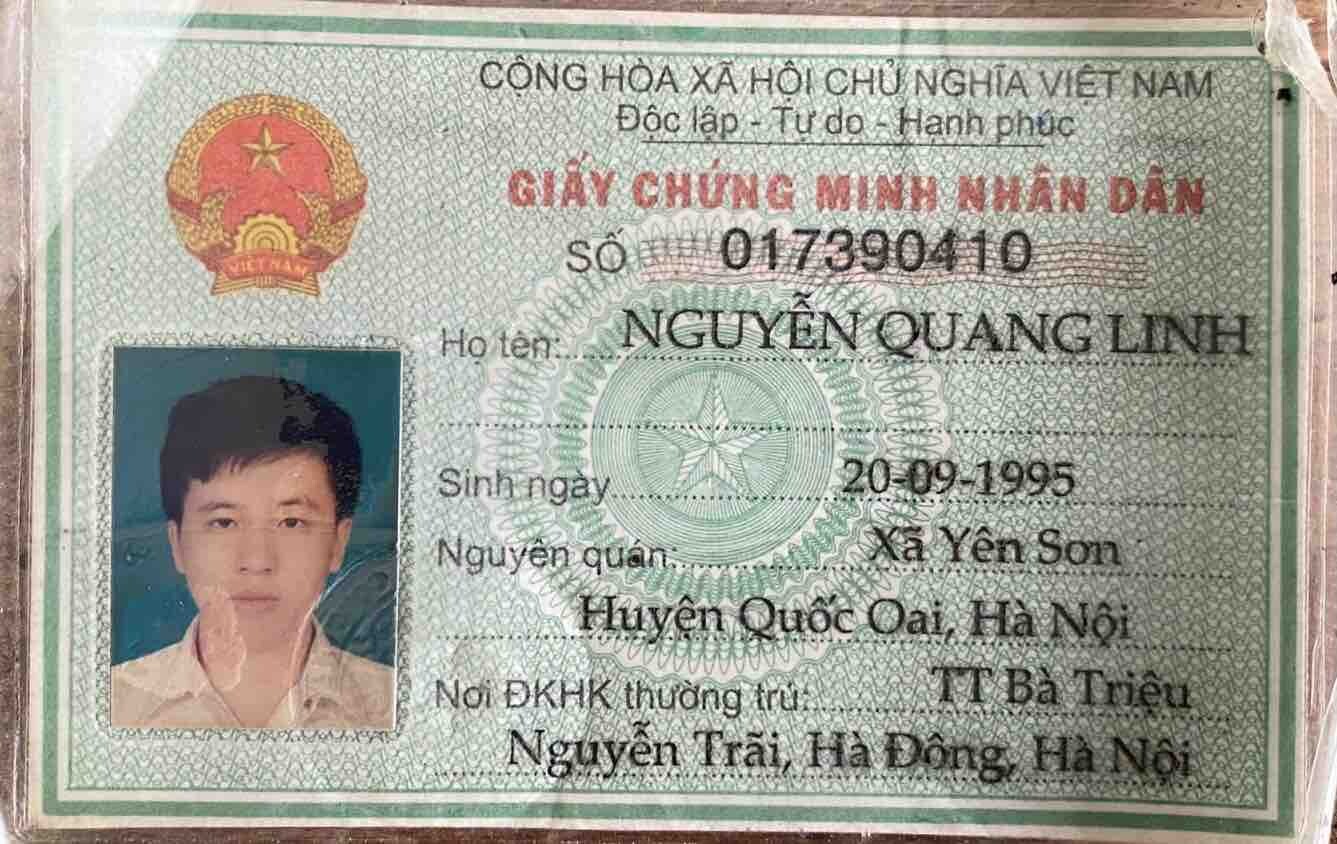 CỘNG HÒA XÃ HỘI CHỦ NGHĨA VIỆT NAM
Độc lập - Tự do - Hạnh phúc
GIẤY CHỨNG MINH NHÂN DÂN
SỐ 017390410
VIỆT NAM
Họ tên: NGUYỄN QUANG LINH
Sinh ngày 20-09-1995
Nguyên quán: Xã Yên Sơn
Huyện Quốc Oai, Hà Nội
Nơi ĐKHK thường trú: TT Bà Triệu
Nguyễn Trãi, Hà Đông, Hà Nội